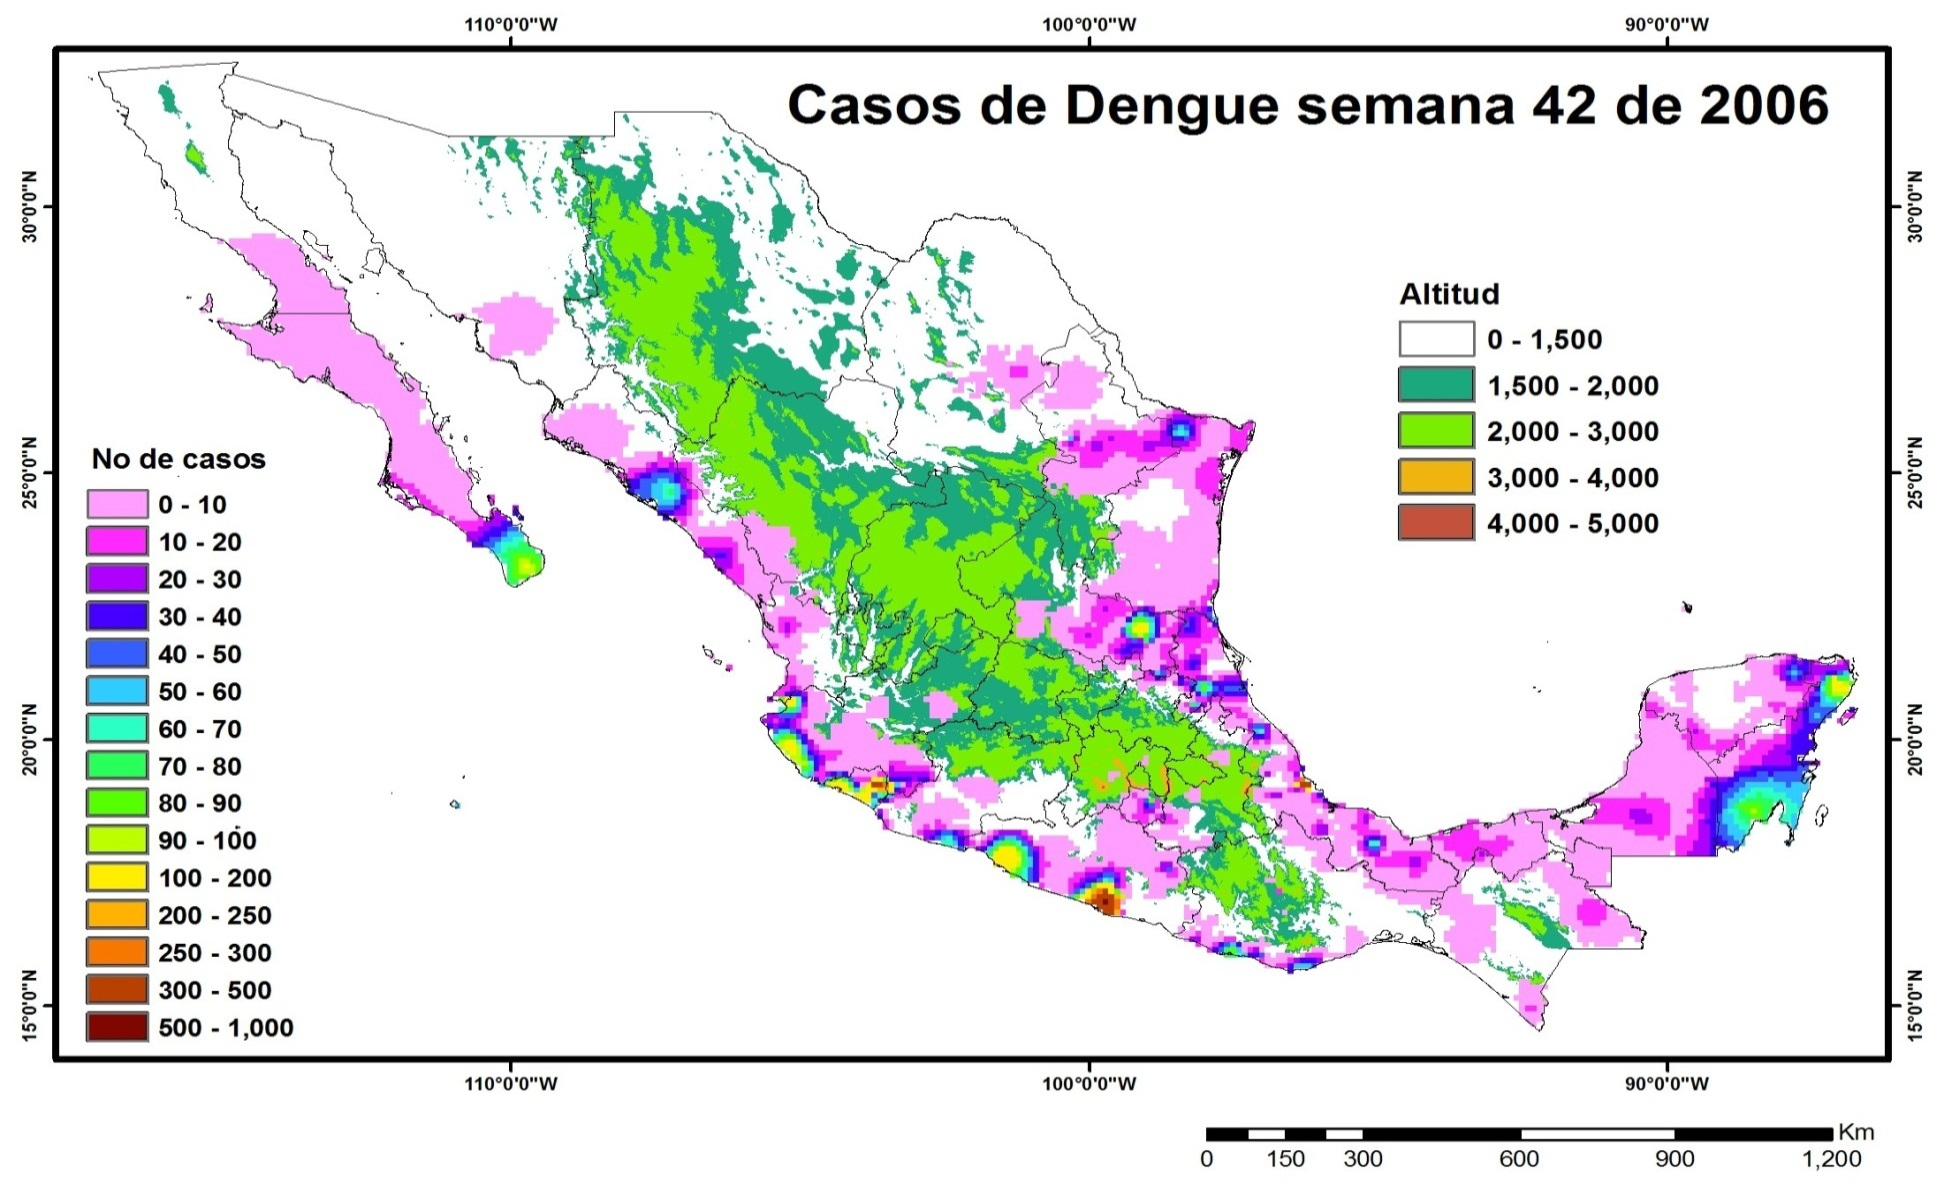 110°0'0"W 100°0'0"W 90°0'0"W
Casos de Dengue semana 42 de 2006
30°0'0"N 30°0'0"N
Altitud
0 - 1,500
1,500 - 2,000
2,000 - 3,000
3,000 - 4,000
4,000 - 5,000
25°0'0"N 25°0'0"N
No de casos
0 - 10
10 - 20
20 - 30
30 - 40
40 - 50
50 - 60
60 - 70
70 - 80
80 - 90
90 - 100
100 - 200
200 - 250
250 - 300
300 - 500
500 - 1,000
20°0'0"N 20°0'0"N
15°0'0"N 15°0'0"N
110°0'0"W 100°0'0"W 90°0'0"W
Km
0 150 300 600 900 1,200